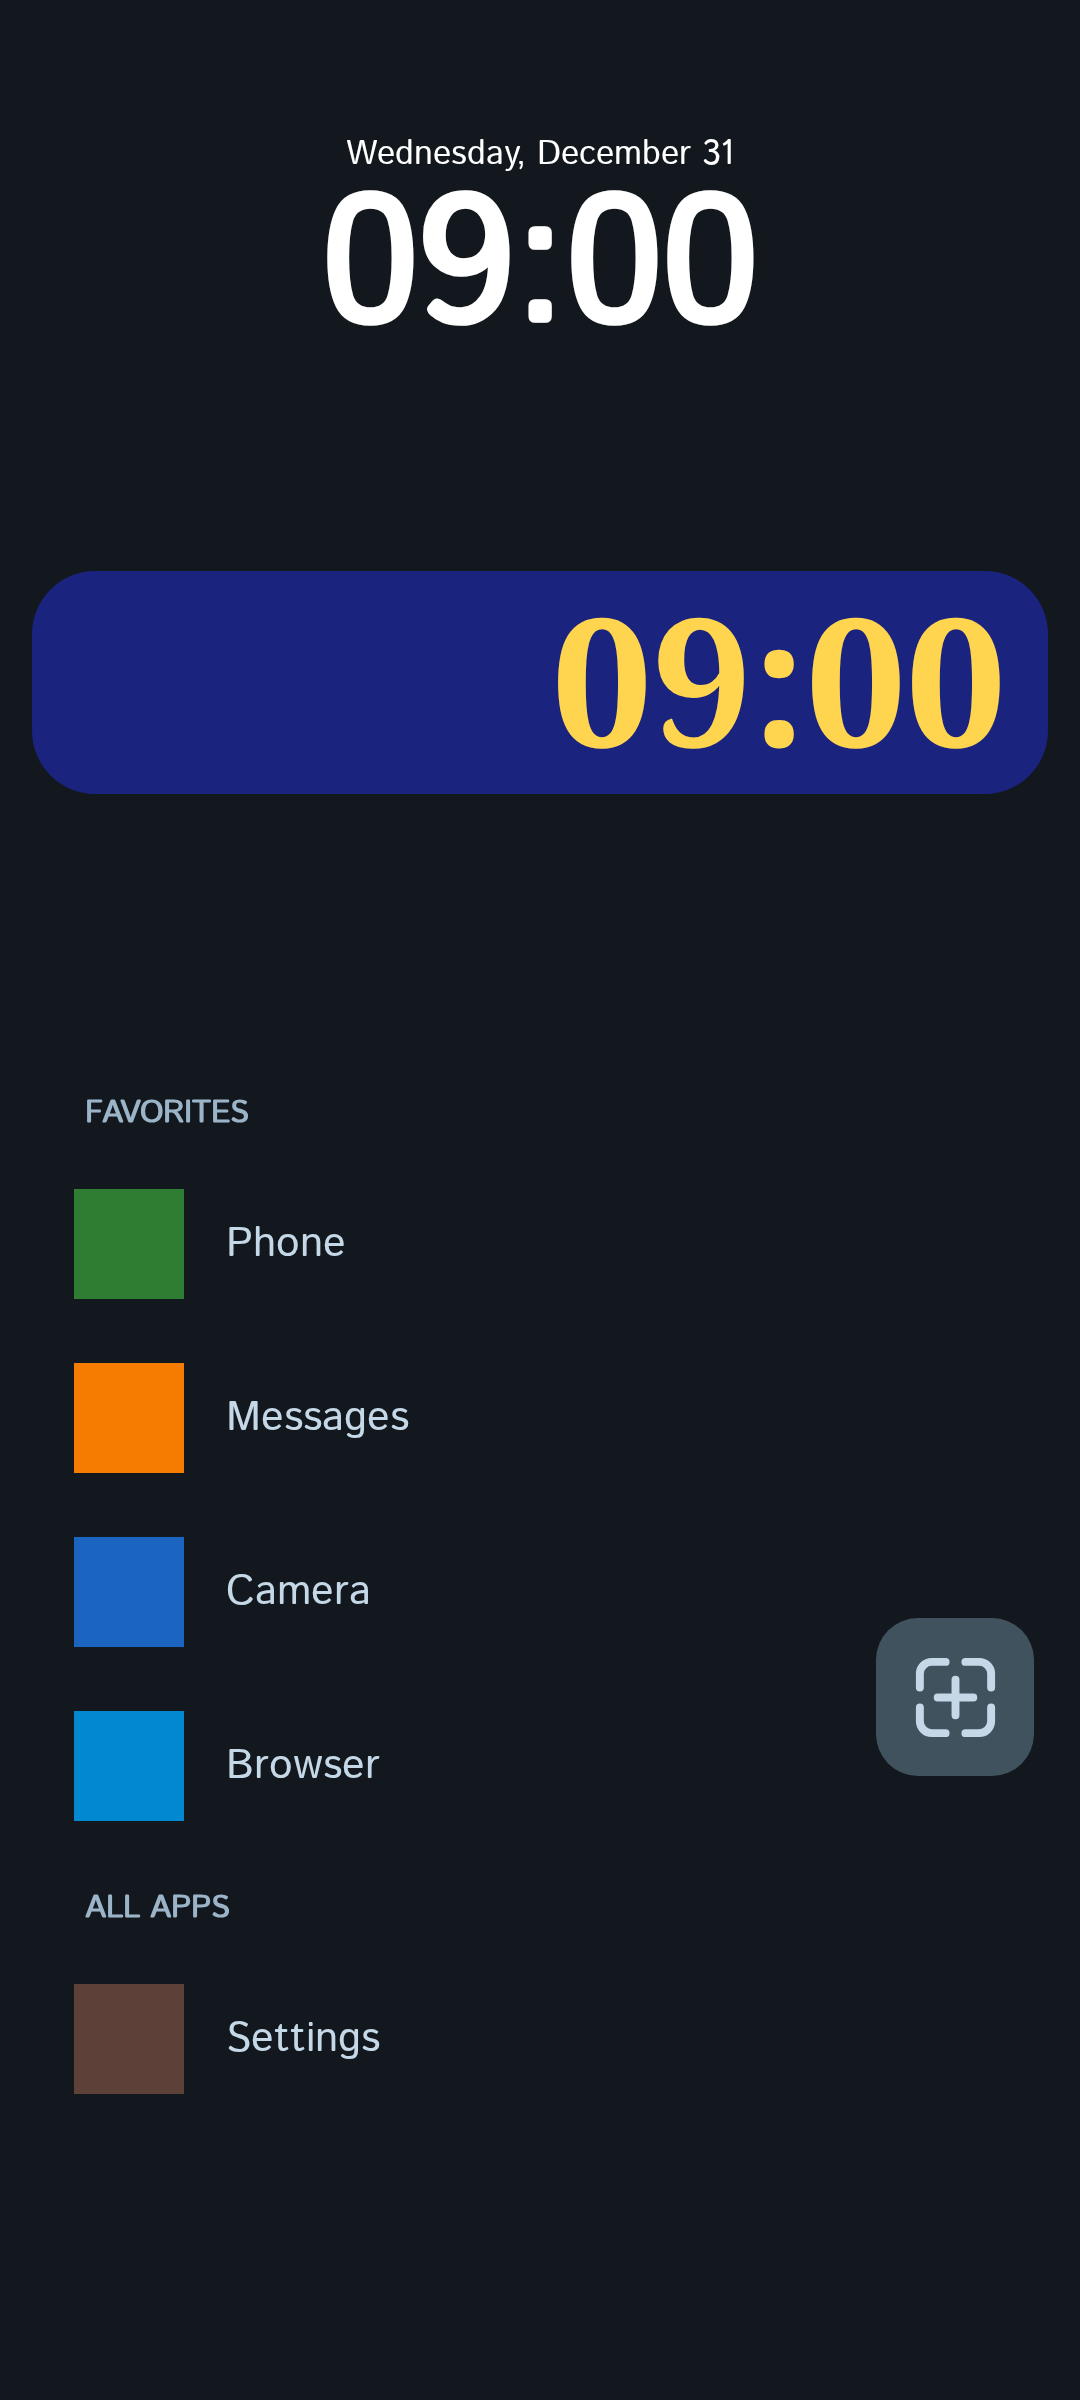 Wednesday, December 31
09:00
09:00
FAVORITES
Phone
Messages
Camera
Browser
ALL APPS
Settings